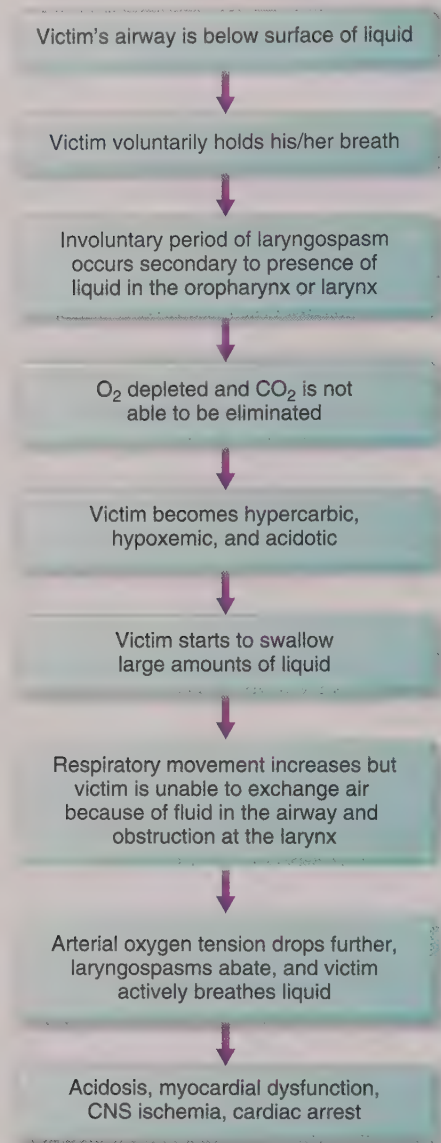 Victim's airway is below surface of liquid
Victim voluntarily holds his/her breath
Involuntary period of laryngospasm
occurs secondary to presence of
liquid in the oropharynx or larynx
O₂ depleted and CO₂ is not
able to be eliminated
Victim becomes hypercarbic,
hypoxemic, and acidotic
Victim starts to swallow
large amounts of liquid
Respiratory movement increases but
victim is unable to exchange air
because of fluid in the airway and
obstruction at the larynx
Arterial oxygen tension drops further,
laryngospasms abate, and victim
actively breathes liquid
Acidosis, myocardial dysfunction,
CNS ischemia, cardiac arrest